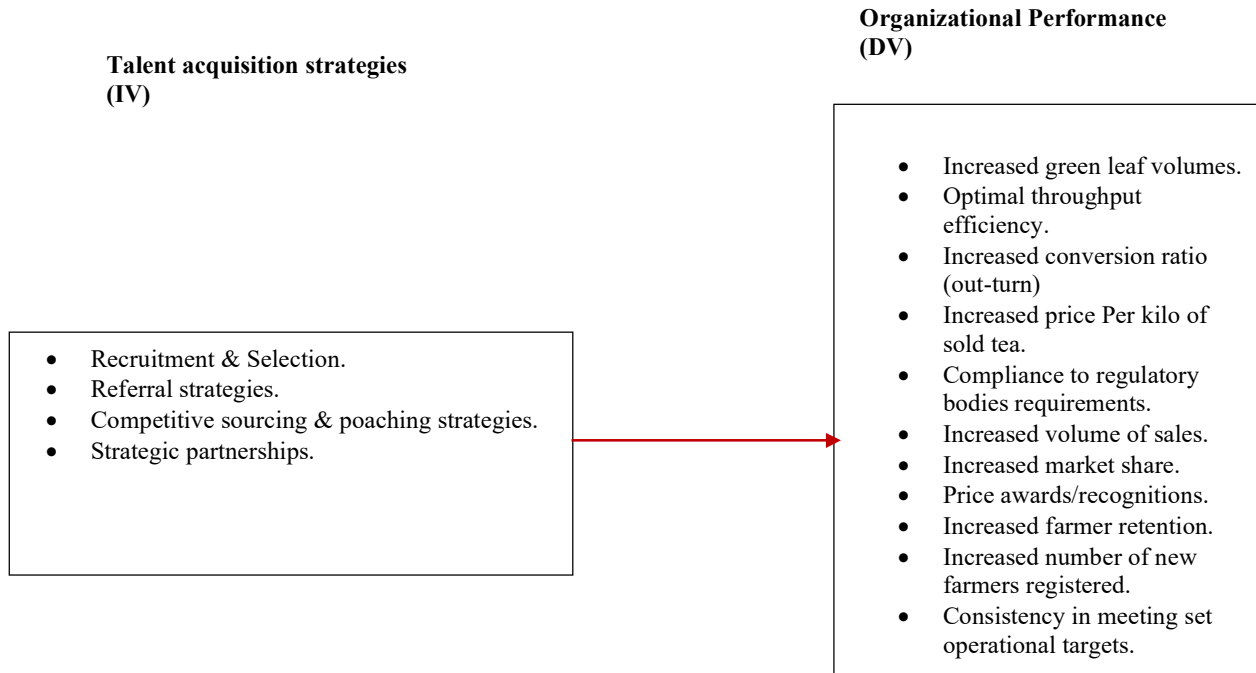 Talent acquisition strategies
(IV)
• Recruitment & Selection.
• Referral strategies.
• Competitive sourcing & poaching strategies.
• Strategic partnerships.
Organizational Performance
(DV)
• Increased green leaf volumes.
• Optimal throughput
efficiency.
• Increased conversion ratio
(out-turn)
• Increased price Per kilo of
sold tea.
• Compliance to regulatory
bodies requirements.
• Increased volume of sales.
• Increased market share.
• Price awards/recognitions.
• Increased farmer retention.
• Increased number of new
farmers registered.
• Consistency in meeting set
operational targets.